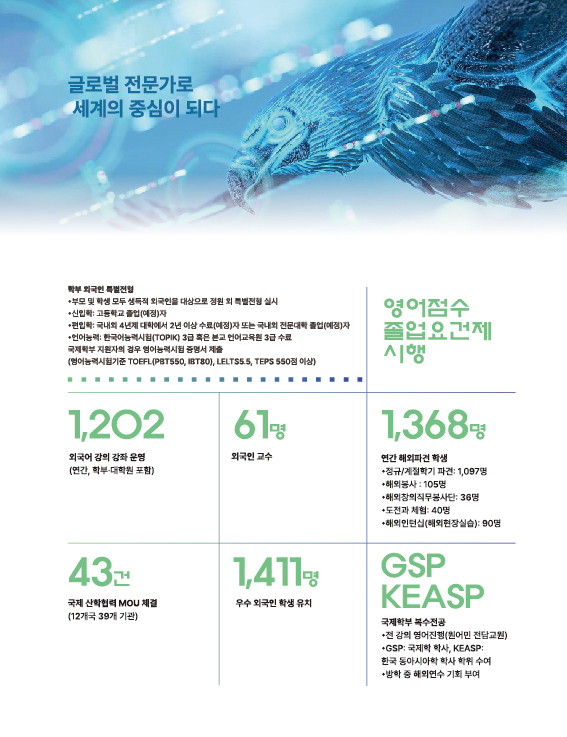 글로벌 전문가로
세계의 중심이 되다
학부 외국인 특별전형
•부모 및 학생 모두 생득적 외국인을 대상으로 정원 외 특별전형 실시
•신입학: 고등학교 졸업(예정)자
•편입학: 국내외 4년제 대학에서 2년 이상 수료(예정)자 또는 국내외 전문대학 졸업(예정)자
•언어능력: 한국어능력시험(TOPIK) 3급 혹은 본교 언어교육원 3급 수료
국제학부 지원자의 경우 영어능력시험 증명서 제출
(영어능력시험기준 TOEFL(PBT550, IBT80), LELTS5.5, TEPS 550점 이상)
영어점수
졸업요건제
시행
1,202
외국어 강의 강좌 운영
(연간, 학부·대학원 포함)
61명
외국인 교수
1,368명
연간 해외파견 학생
•정규/계절학기 파견: 1,097명
•해외봉사 : 105명
•해외창의직무봉사단: 36명
•도전과 체험: 40명
•해외인턴십(해외현장실습): 90명
43건
국제 산학협력 MOU 체결
(12개국 39개 기관)
1,411명
우수 외국인 학생 유치
GSP
KEASP
국제학부 복수전공
•전 강의 영어진행(원어민 전담교원)
•GSP: 국제학 학사, KEASP:
한국 동아시아학 학사 학위 수여
•방학 중 해외연수 기회 부여